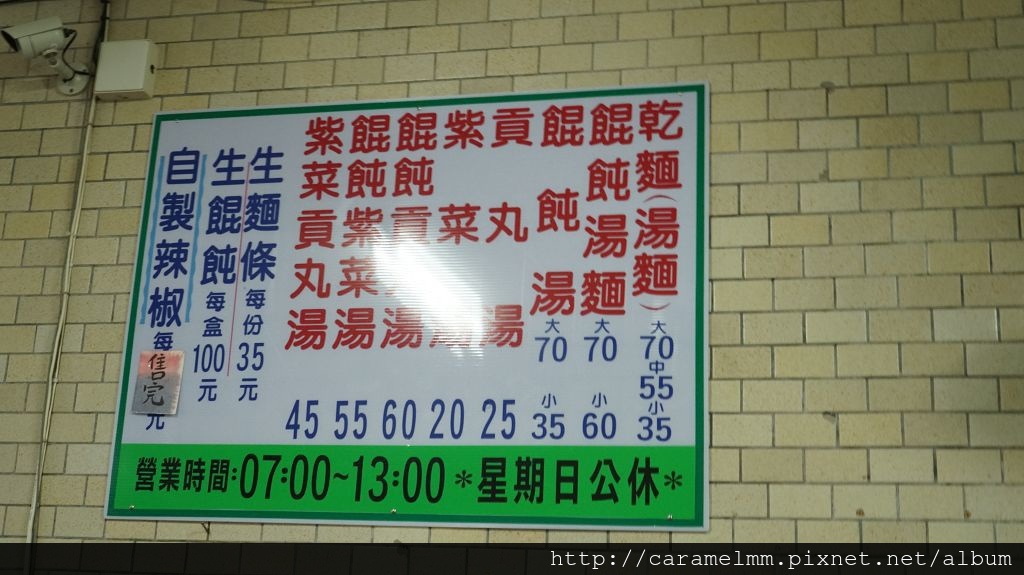 乾麵(湯麵) 大70 中55 小35
餛飩湯麵 大70 小60
餛飩湯 大70 小35
貢丸湯 25
紫菜湯 20
餛飩貢丸湯 60
餛飩紫菜湯 55
紫菜貢丸湯 45
生麵條 每份35元
生餛飩 每盒100元
自製辣椒 每
售完
元
營業時間:07:00~13:00 *星期日公休*
http://caramelmm.pixnet.net/album